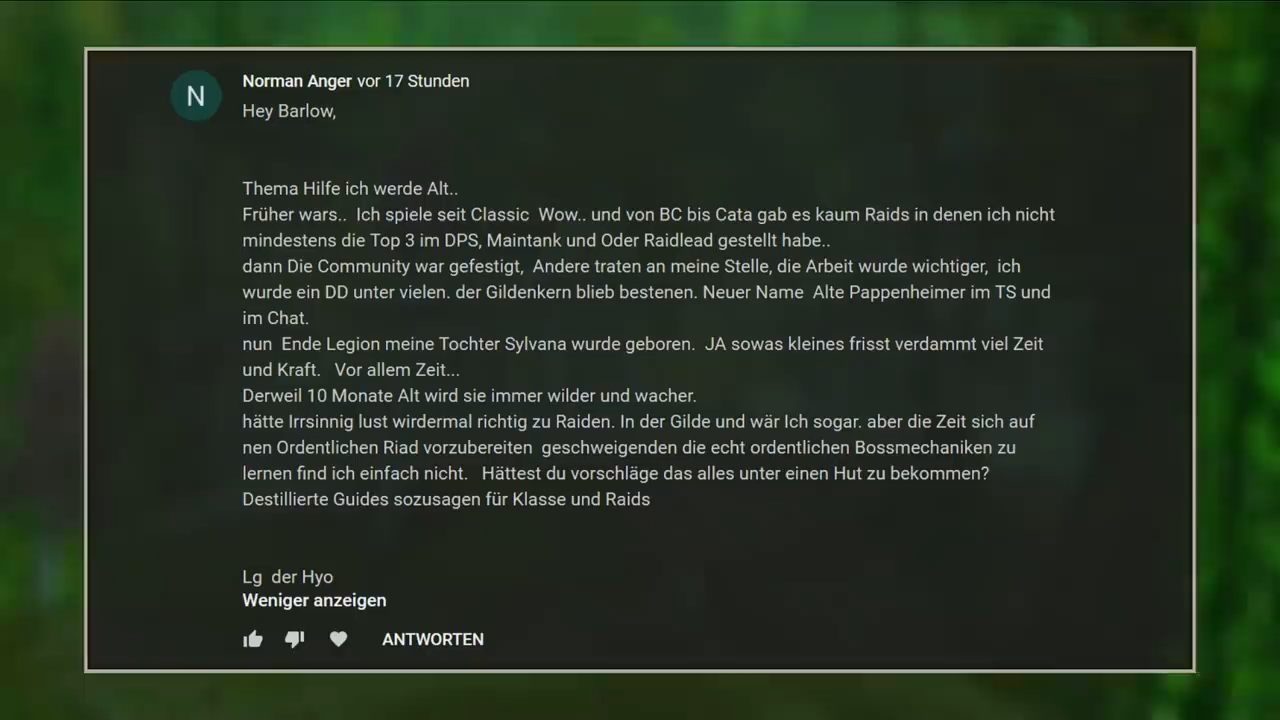 N
Norman Anger vor 17 Stunden
Hey Barlow,
Thema Hilfe ich werde Alt..
Früher wars.. Ich spiele seit Classic Wow.. und von BC bis Cata gab es kaum Raids in denen ich nicht
mindestens die Top 3 im DPS, Maintank und Oder Raidlead gestellt habe..
dann Die Community war gefestigt, Andere traten an meine Stelle, die Arbeit wurde wichtiger, ich
wurde ein DD unter vielen. der Gildenkern blieb bestenen. Neuer Name Alte Pappenheimer im TS und
im Chat.
nun Ende Legion meine Tochter Sylvana wurde geboren. JA sowas kleines frisst verdammt viel Zeit
und Kraft. Vor allem Zeit...
Derweil 10 Monate Alt wird sie immer wilder und wacher.
hätte Irrsinnig lust wirdermal richtig zu Raiden. In der Gilde und wär Ich sogar. aber die Zeit sich auf
nen Ordentlichen Riad vorzubereiten geschweigenden die echt ordentlichen Bossmechaniken zu
lernen find ich einfach nicht. Hättest du vorschläge das alles unter einen Hut zu bekommen?
Destillierte Guides sozusagen für Klasse und Raids
Lg der Hyo
Weniger anzeigen
ANTWORTEN